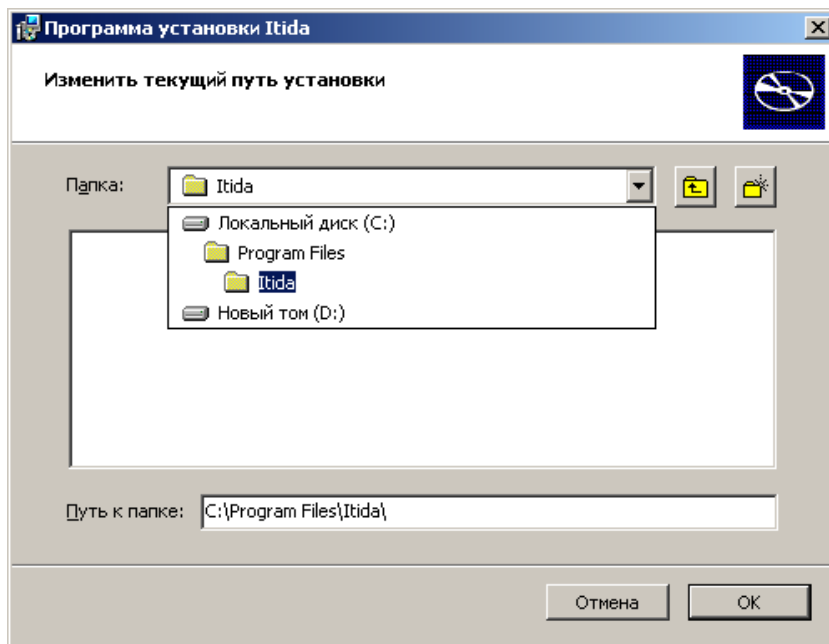 Программа установки Itida
Изменить текущий путь установки
Папка: Itida
Локальный диск (C:)
Program Files
Itida
Новый том (D:)
Путь к папке: C:\Program Files\Itida\
Отмена OK